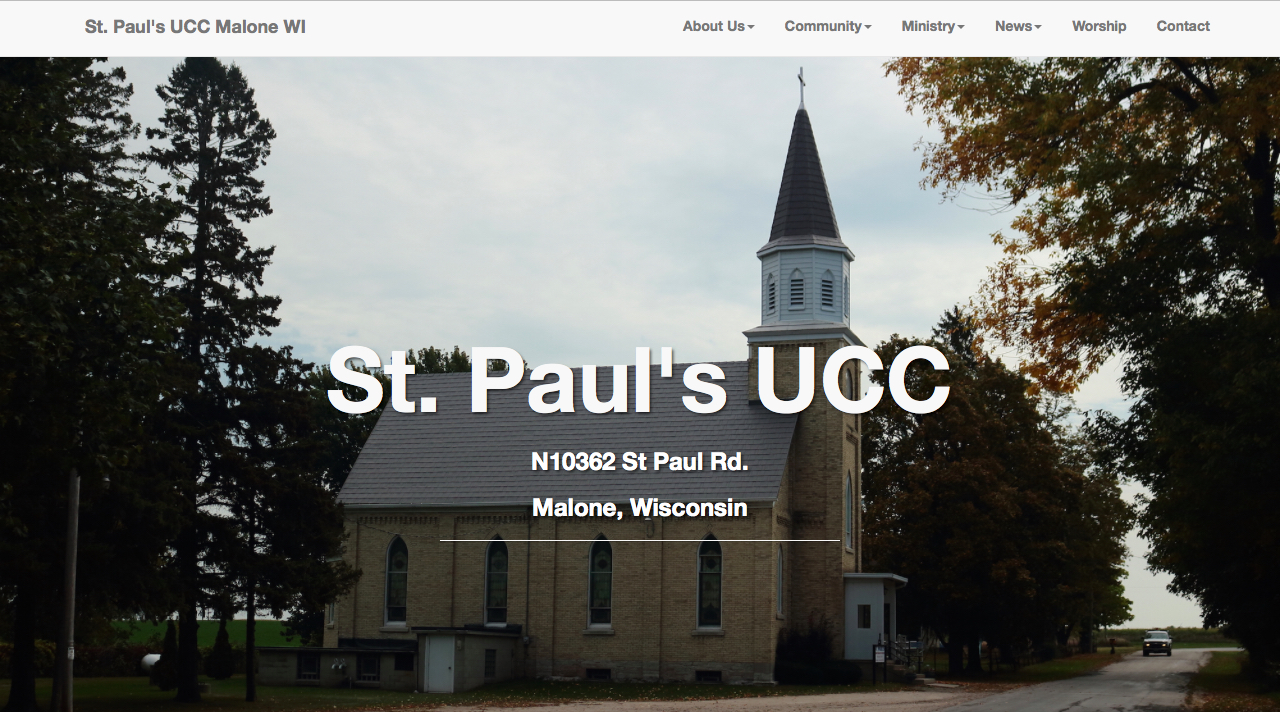 St. Paul's UCC Malone WI
About Us
Community
Ministry
News
Worship
Contact
St. Paul's UCC
N10362 St Paul Rd.
Malone, Wisconsin